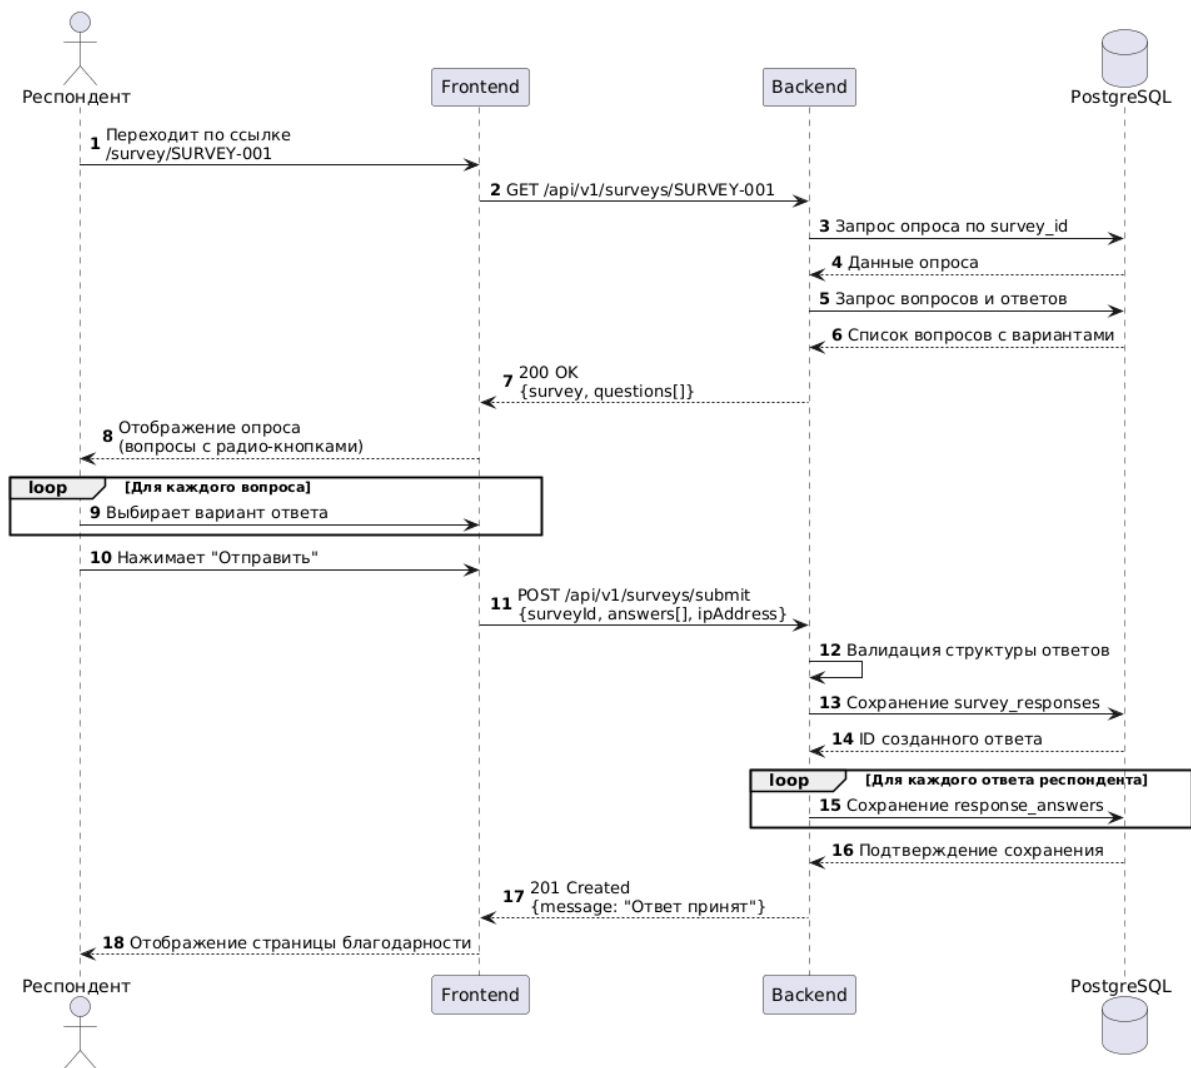 Респондент
Frontend
Backend
PostgreSQL
1 Переходит по ссылке
/survey/SURVEY-001
2 GET /api/v1/surveys/SURVEY-001
3 Запрос опроса по survey_id
4 Данные опроса
5 Запрос вопросов и ответов
6 Список вопросов с вариантами
7 200 OK
{survey, questions[]}
8 Отображение опроса
(вопросы с радио-кнопками)
loop [Для каждого вопроса]
9 Выбирает вариант ответа
10 Нажимает "Отправить"
11 POST /api/v1/surveys/submit
{surveyId, answers[], ipAddress}
12 Валидация структуры ответов
13 Сохранение survey_responses
14 ID созданного ответа
loop [Для каждого ответа респондента]
15 Сохранение response_answers
16 Подтверждение сохранения
17 201 Created
{message: "Ответ принят"}
18 Отображение страницы благодарности
Респондент
Frontend
Backend
PostgreSQL